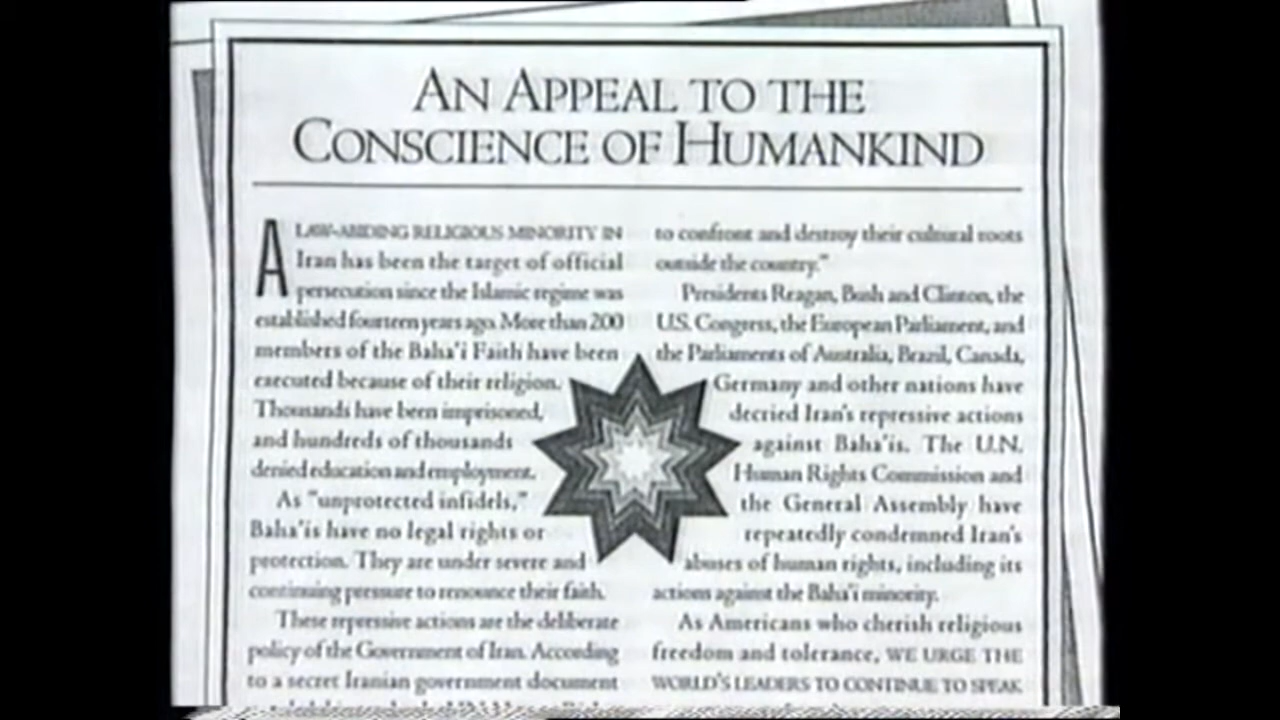 AN APPEAL TO THE
CONSCIENCE OF HUMANKIND
A LAW-ABIDING RELIGIOUS MINORITY IN
Iran has been the target of official
persecution since the Islamic regime was
established fourteen years ago. More than 200
members of the Baha'i Faith have been
executed because of their religion.
Thousands have been imprisoned,
and hundreds of thousands
denied education and employment.
As "unprotected infidels,"
Baha'is have no legal rights or
protection. They are under severe and
continuing pressure to renounce their faith.
These repressive actions are the deliberate
policy of the Government of Iran. According
to a secret Iranian government document
to confront and destroy their cultural roots
outside the country."
Presidents Reagan, Bush and Clinton, the
U.S. Congress, the European Parliament, and
the Parliaments of Australia, Brazil, Canada,
Germany and other nations have
decried Iran's repressive actions
against Baha'is. The U.N.
Human Rights Commission and
the General Assembly have
repeatedly condemned Iran's
abuses of human rights, including its
actions against the Baha'i minority.
As Americans who cherish religious
freedom and tolerance, WE URGE THE
WORLD'S LEADERS TO CONTINUE TO SPEAK